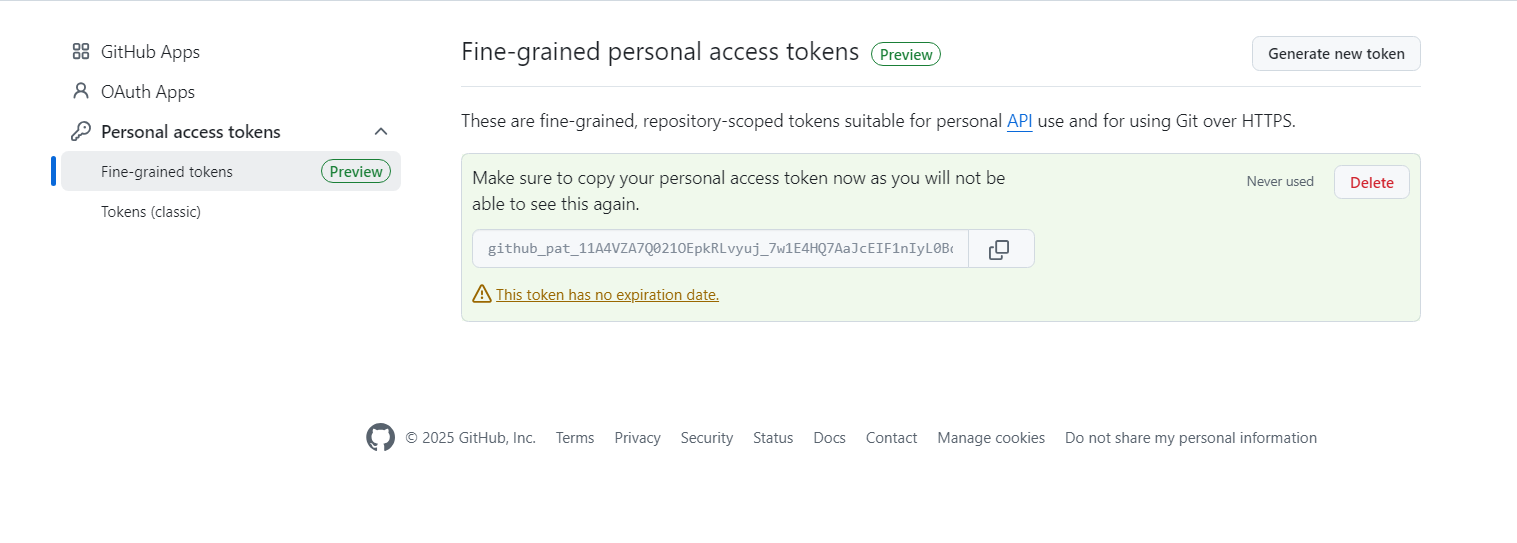 GitHub Apps
OAuth Apps
Personal access tokens
Fine-grained tokens Preview
Tokens (classic)
Fine-grained personal access tokens Preview
Generate new token
These are fine-grained, repository-scoped tokens suitable for personal API use and for using Git over HTTPS.
Make sure to copy your personal access token now as you will not be
able to see this again.
Never used
Delete
github_pat_11A4VZA7Q021OEpkRLvyuj_7w1E4HQ7AaJcEIF1nIyL0B
This token has no expiration date.
© 2025 GitHub, Inc. Terms Privacy Security Status Docs Contact Manage cookies Do not share my personal information